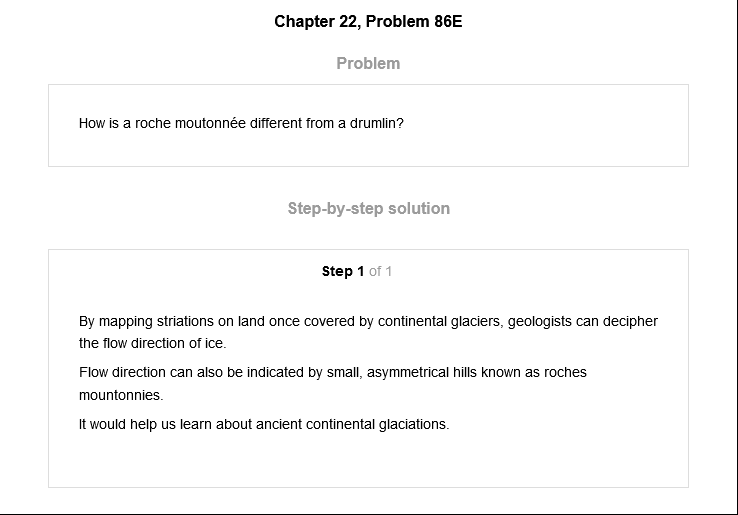 Chapter 22, Problem 86E
Problem
How is a roche moutonnée different from a drumlin?
Step-by-step solution
Step 1 of 1
By mapping striations on land once covered by continental glaciers, geologists can decipher
the flow direction of ice.
Flow direction can also be indicated by small, asymmetrical hills known as roches
mountonnies.
It would help us learn about ancient continental glaciations.